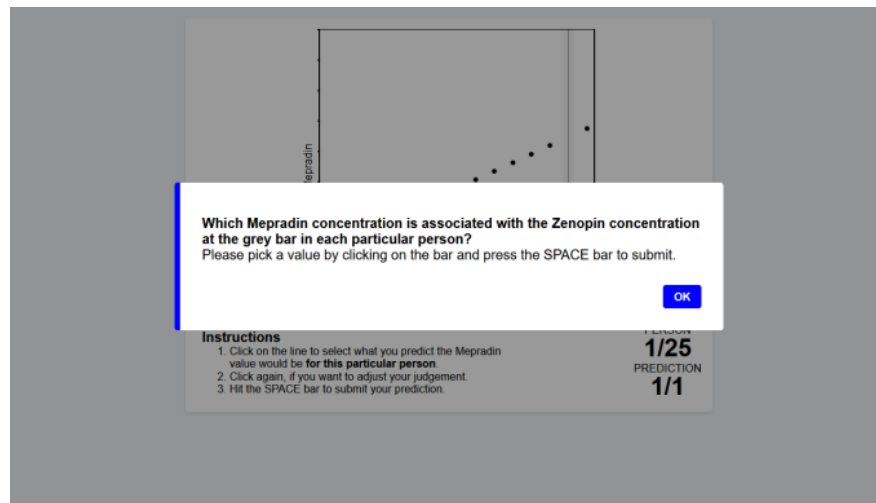 Mepradin
Which Mepradin concentration is associated with the Zenopin concentration
at the grey bar in each particular person?
Please pick a value by clicking on the bar and press the SPACE bar to submit.
OK
Instructions
1. Click on the line to select what you predict the Mepradin
value would be for this particular person.
2. Click again, if you want to adjust your judgement.
3. Hit the SPACE bar to submit your prediction.
PERSON
1/25
PREDICTION
1/1